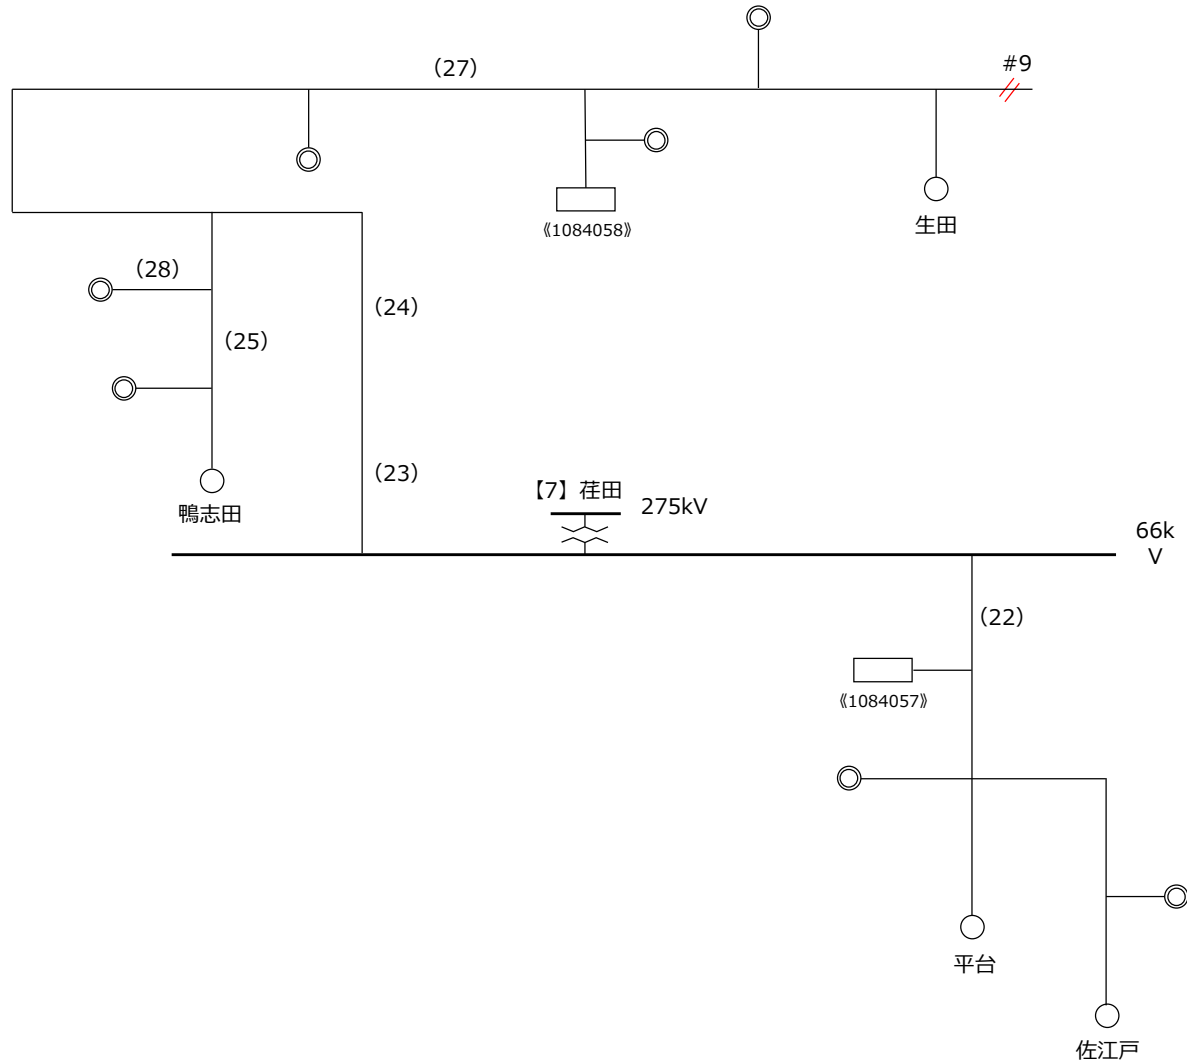 #9
（27）
《1084058》
生田
（28）
（24）
（25）
（23）
鴨志田
【7】荏田
275kV
66k
V
（22）
《1084057》
平台
佐江戸